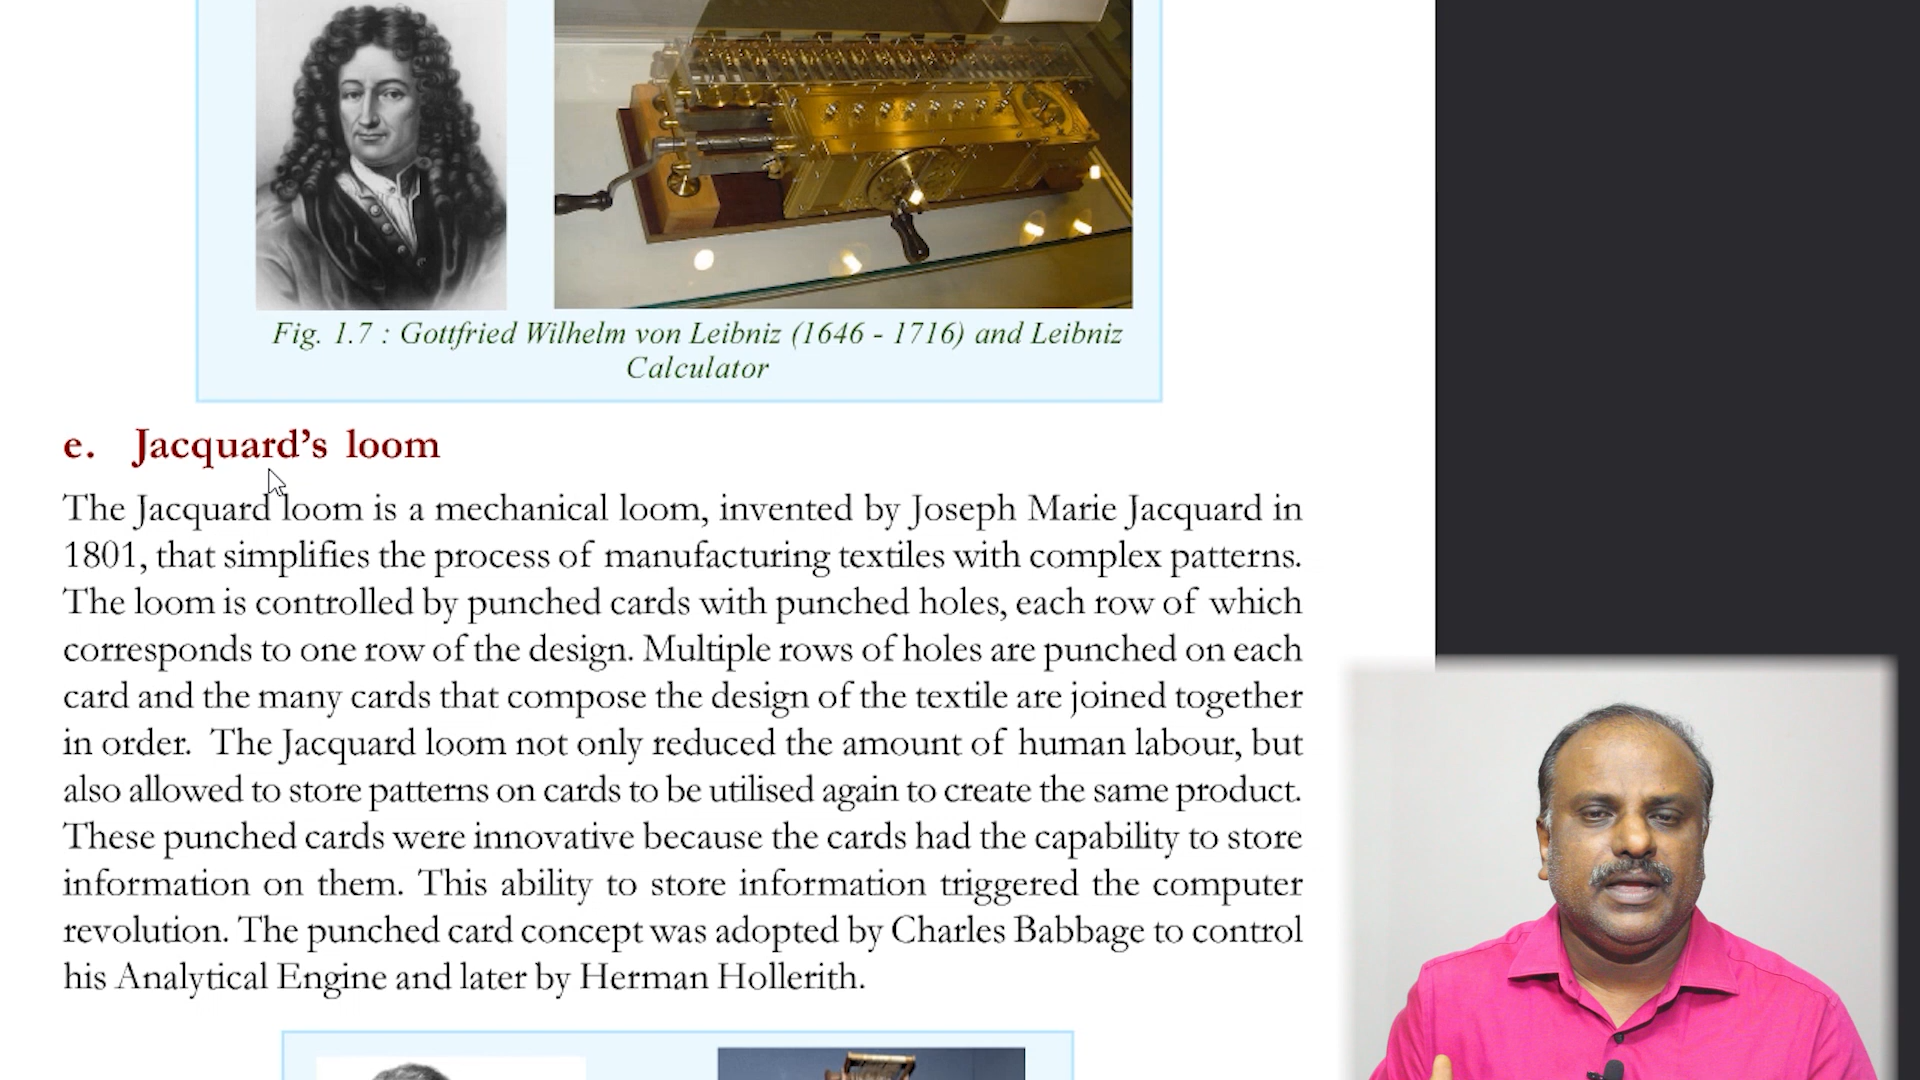 Fig. 1.7 : Gottfried Wilhelm von Leibniz (1646 - 1716) and Leibniz
Calculator
e. Jacquard's loom
The Jacquard loom is a mechanical loom, invented by Joseph Marie Jacquard in
1801, that simplifies the process of manufacturing textiles with complex patterns.
The loom is controlled by punched cards with punched holes, each row of which
corresponds to one row of the design. Multiple rows of holes are punched on each
card and the many cards that compose the design of the textile are joined together
in order. The Jacquard loom not only reduced the amount of human labour, but
also allowed to store patterns on cards to be utilised again to create the same product.
These punched cards were innovative because the cards had the capability to store
information on them. This ability to store information triggered the computer
revolution. The punched card concept was adopted by Charles Babbage to control
his Analytical Engine and later by Herman Hollerith.